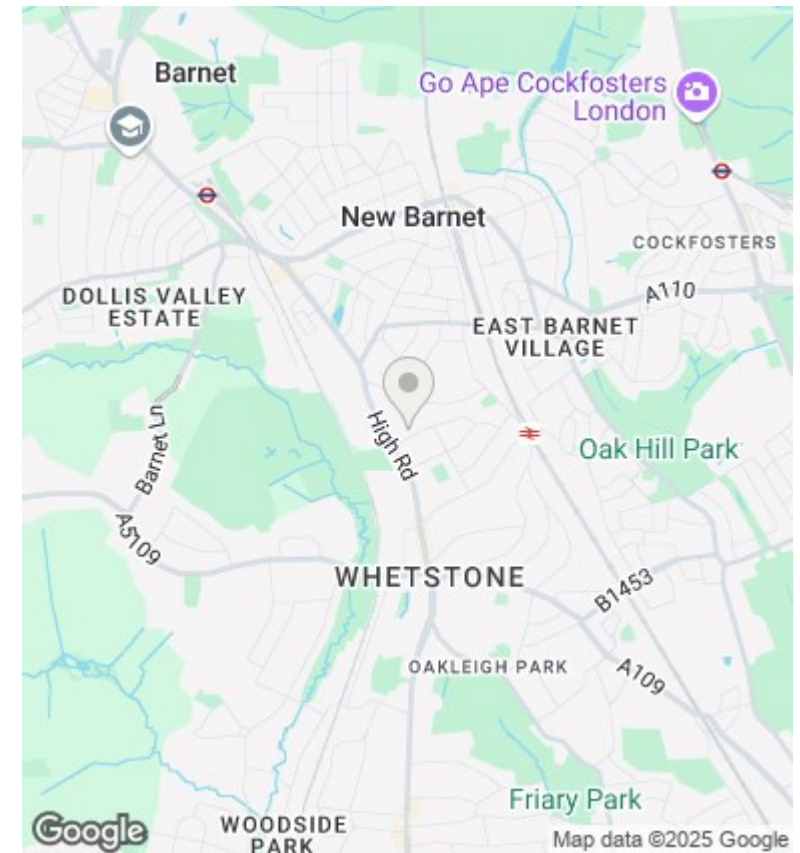 Barnet
Go Ape Cockfosters
London
New Barnet
COCKFOSTERS
A110
DOLLIS VALLEY
ESTATE
EAST BARNET
VILLAGE
Barnet Ln
High Rd
Oak Hill Park
A5109
WHETSTONE
B1453
OAKLEIGH PARK
A109
Friary Park
WOODSIDE
PARK
Google
Map data ©2025 Google